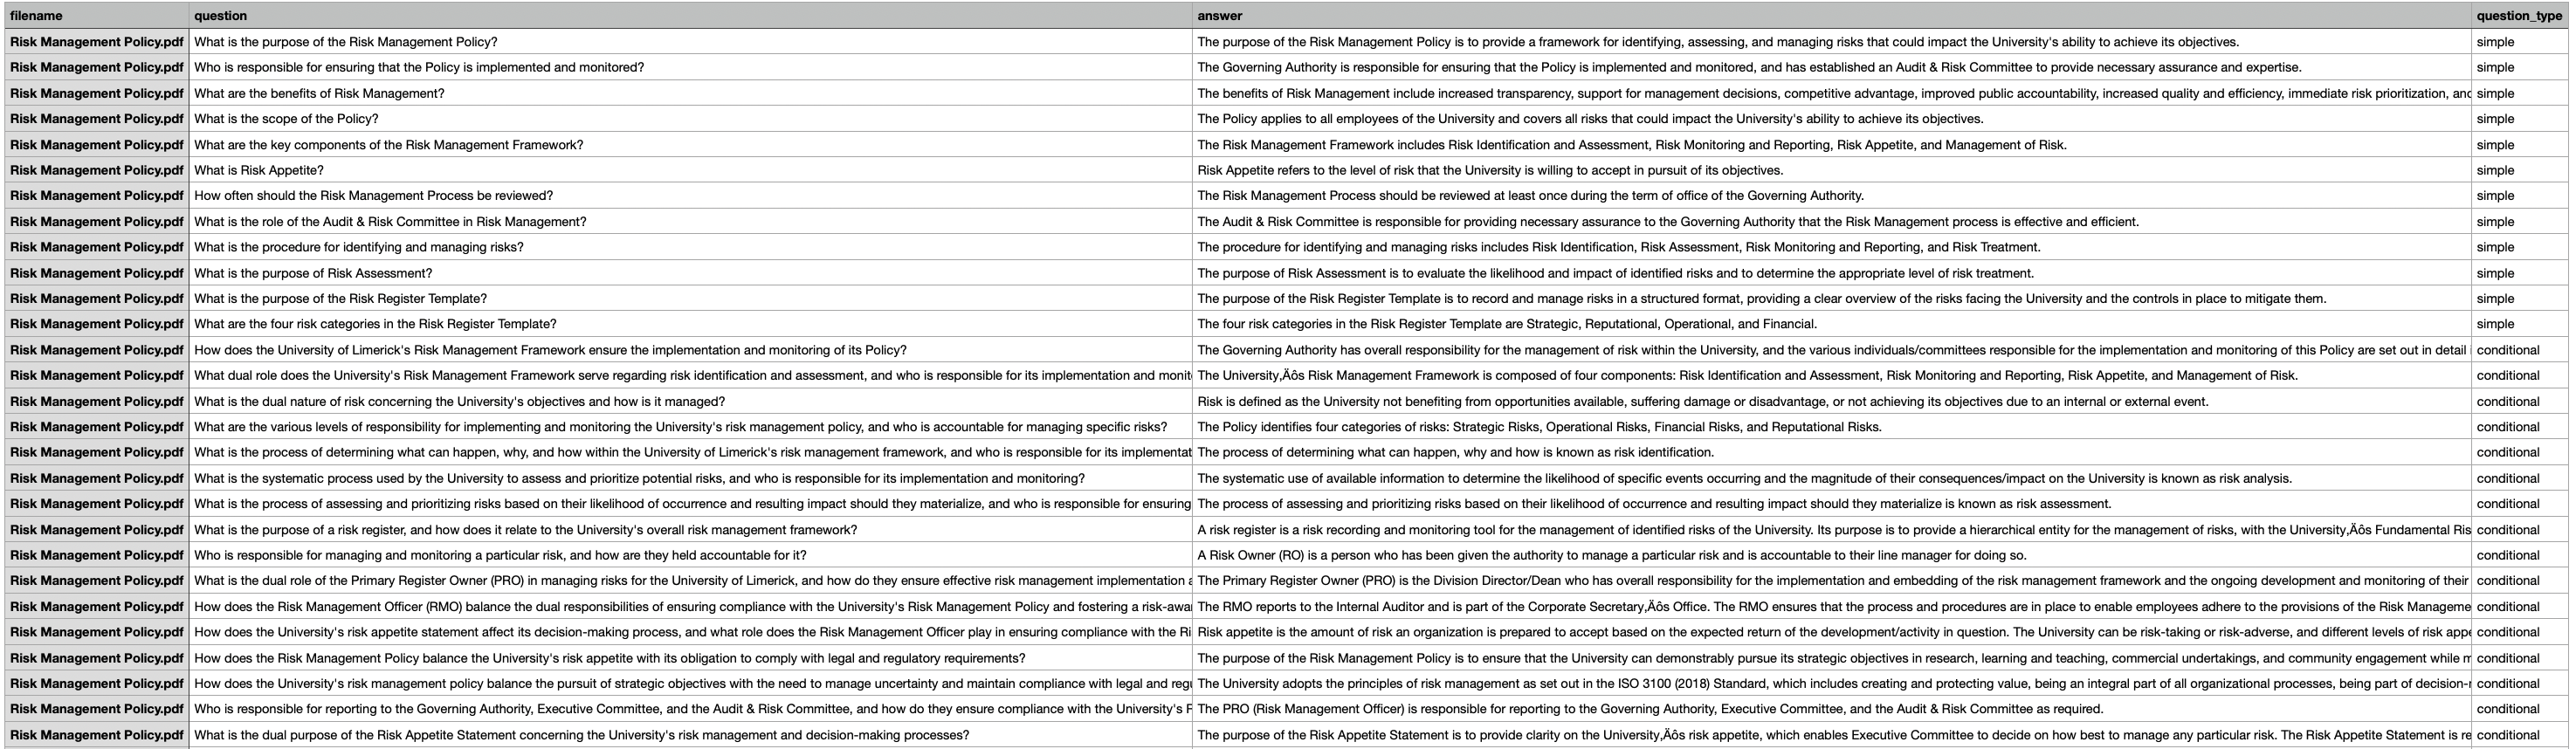 filename question answer question_type
Risk Management Policy.pdf What is the purpose of the Risk Management Policy? The purpose of the Risk Management Policy is to provide a framework for identifying, assessing, and managing risks that could impact the University's ability to achieve its objectives. simple
Risk Management Policy.pdf Who is responsible for ensuring that the Policy is implemented and monitored? The Governing Authority is responsible for ensuring that the Policy is implemented and monitored, and has established an Audit & Risk Committee to provide necessary assurance and expertise. simple
Risk Management Policy.pdf What are the benefits of Risk Management? The benefits of Risk Management include increased transparency, support for management decisions, competitive advantage, improved public accountability, increased quality and efficiency, immediate risk prioritization, and simple
Risk Management Policy.pdf What is the scope of the Policy? The Policy applies to all employees of the University and covers all risks that could impact the University's ability to achieve its objectives. simple
Risk Management Policy.pdf What are the key components of the Risk Management Framework? The Risk Management Framework includes Risk Identification and Assessment, Risk Monitoring and Reporting, Risk Appetite, and Management of Risk. simple
Risk Management Policy.pdf What is Risk Appetite? Risk Appetite refers to the level of risk that the University is willing to accept in pursuit of its objectives. simple
Risk Management Policy.pdf How often should the Risk Management Process be reviewed? The Risk Management Process should be reviewed at least once during the term of office of the Governing Authority. simple
Risk Management Policy.pdf What is the role of the Audit & Risk Committee in Risk Management? The Audit & Risk Committee is responsible for providing necessary assurance to the Governing Authority that the Risk Management process is effective and efficient. simple
Risk Management Policy.pdf What is the procedure for identifying and managing risks? The procedure for identifying and managing risks includes Risk Identification, Risk Assessment, Risk Monitoring and Reporting, and Risk Treatment. simple
Risk Management Policy.pdf What is the purpose of Risk Assessment? The purpose of Risk Assessment is to evaluate the likelihood and impact of identified risks and to determine the appropriate level of risk treatment. simple
Risk Management Policy.pdf What is the purpose of the Risk Register Template? The purpose of the Risk Register Template is to record and manage risks in a structured format, providing a clear overview of the risks facing the University and the controls in place to mitigate them. simple
Risk Management Policy.pdf What are the four risk categories in the Risk Register Template? The four risk categories in the Risk Register Template are Strategic, Reputational, Operational, and Financial. simple
Risk Management Policy.pdf How does the University of Limerick's Risk Management Framework ensure the implementation and monitoring of its Policy? The Governing Authority has overall responsibility for the management of risk within the University, and the various individuals/committees responsible for the implementation and monitoring of this Policy are set out in detail conditional
Risk Management Policy.pdf What dual role does the University's Risk Management Framework serve regarding risk identification and assessment, and who is responsible for its implementation and monit The University‚Äôs Risk Management Framework is composed of four components: Risk Identification and Assessment, Risk Monitoring and Reporting, Risk Appetite, and Management of Risk. conditional
Risk Management Policy.pdf What is the dual nature of risk concerning the University's objectives and how is it managed? Risk is defined as the University not benefiting from opportunities available, suffering damage or disadvantage, or not achieving its objectives due to an internal or external event. conditional
Risk Management Policy.pdf What are the various levels of responsibility for implementing and monitoring the University's risk management policy, and who is accountable for managing specific risks? The Policy identifies four categories of risks: Strategic Risks, Operational Risks, Financial Risks, and Reputational Risks. conditional
Risk Management Policy.pdf What is the process of determining what can happen, why, and how within the University of Limerick's risk management framework, and who is responsible for its implementat The process of determining what can happen, why and how is known as risk identification. conditional
Risk Management Policy.pdf What is the systematic process used by the University to assess and prioritize potential risks, and who is responsible for its implementation and monitoring? The systematic use of available information to determine the likelihood of specific events occurring and the magnitude of their consequences/impact on the University is known as risk analysis. conditional
Risk Management Policy.pdf What is the process of assessing and prioritizing risks based on their likelihood of occurrence and resulting impact should they materialize, and who is responsible for ensuring The process of assessing and prioritizing risks based on their likelihood of occurrence and resulting impact should they materialize is known as risk assessment. conditional
Risk Management Policy.pdf What is the purpose of a risk register, and how does it relate to the University's overall risk management framework? A risk register is a risk recording and monitoring tool for the management of identified risks of the University. Its purpose is to provide a hierarchical entity for the management of risks, with the University‚Äôs Fundamental Ris conditional
Risk Management Policy.pdf Who is responsible for managing and monitoring a particular risk, and how are they held accountable for it? A Risk Owner (RO) is a person who has been given the authority to manage a particular risk and is accountable to their line manager for doing so. conditional
Risk Management Policy.pdf What is the dual role of the Primary Register Owner (PRO) in managing risks for the University of Limerick, and how do they ensure effective risk management implementation a The Primary Register Owner (PRO) is the Division Director/Dean who has overall responsibility for the implementation and embedding of the risk management framework and the ongoing development and monitoring of their conditional
Risk Management Policy.pdf How does the Risk Management Officer (RMO) balance the dual responsibilities of ensuring compliance with the University's Risk Management Policy and fostering a risk-awar The RMO reports to the Internal Auditor and is part of the Corporate Secretary‚Äôs Office. The RMO ensures that the process and procedures are in place to enable employees adhere to the provisions of the Risk Manageme conditional
Risk Management Policy.pdf How does the University's risk appetite statement affect its decision-making process, and what role does the Risk Management Officer play in ensuring compliance with the Ri Risk appetite is the amount of risk an organization is prepared to accept based on the expected return of the development/activity in question. The University can be risk-taking or risk-adverse, and different levels of risk appe conditional
Risk Management Policy.pdf How does the Risk Management Policy balance the University's risk appetite with its obligation to comply with legal and regulatory requirements? The purpose of the Risk Management Policy is to ensure that the University can demonstrably pursue its strategic objectives in research, learning and teaching, commercial undertakings, and community engagement while m conditional
Risk Management Policy.pdf How does the University's risk management policy balance the pursuit of strategic objectives with the need to manage uncertainty and maintain compliance with legal and regu The University adopts the principles of risk management as set out in the ISO 3100 (2018) Standard, which includes creating and protecting value, being an integral part of all organizational processes, being part of decision-r conditional
Risk Management Policy.pdf Who is responsible for reporting to the Governing Authority, Executive Committee, and the Audit & Risk Committee, and how do they ensure compliance with the University's F The PRO (Risk Management Officer) is responsible for reporting to the Governing Authority, Executive Committee, and the Audit & Risk Committee as required. conditional
Risk Management Policy.pdf What is the dual purpose of the Risk Appetite Statement concerning the University's risk management and decision-making processes? The purpose of the Risk Appetite Statement is to provide clarity on the University‚Äôs risk appetite, which enables Executive Committee to decide on how best to manage any particular risk. The Risk Appetite Statement is re conditional